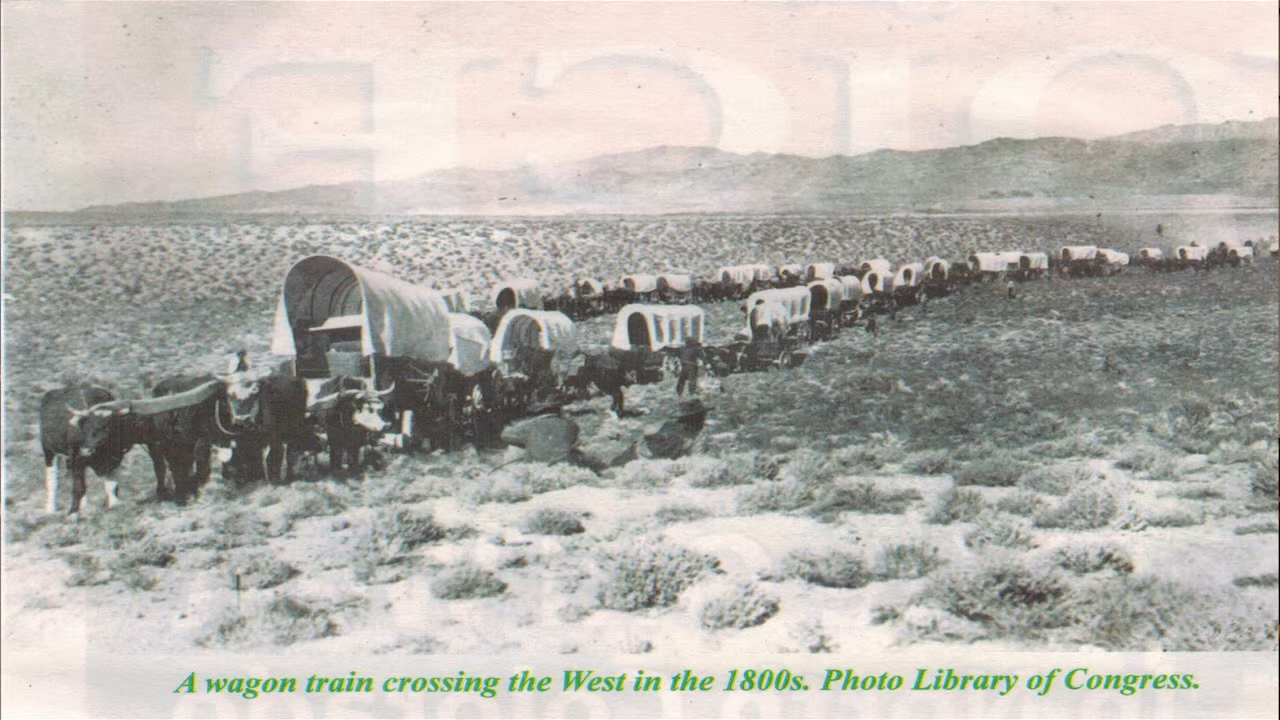 A wagon train crossing the West in the 1800s. Photo Library of Congress.